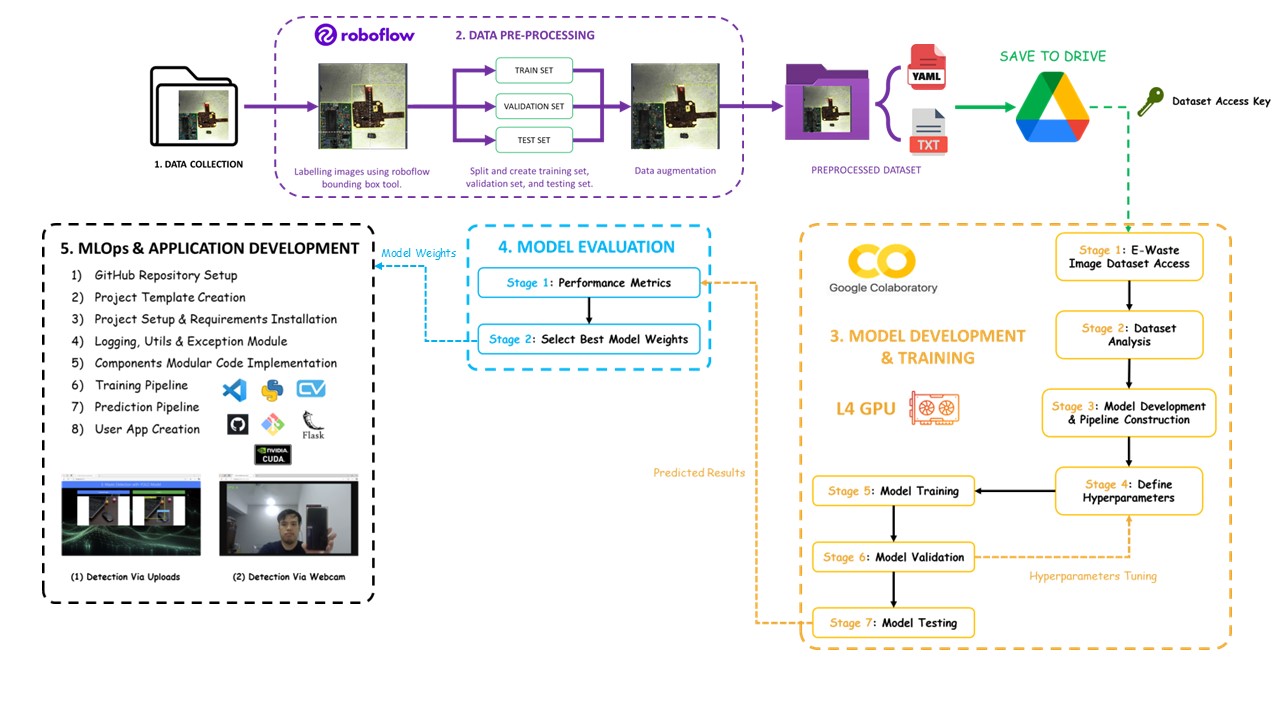 roboflow
2. DATA PRE-PROCESSING
TRAIN SET
VALIDATION SET
TEST SET
1. DATA COLLECTION
Labelling images using roboflow
bounding box tool.
Split and create training set,
validation set, and testing set.
Data augmentation
PREPROCESSED DATASET
YAML
TXT
SAVE TO DRIVE
Dataset Access Key
5. MLOps & APPLICATION DEVELOPMENT
1) GitHub Repository Setup
2) Project Template Creation
3) Project Setup & Requirements Installation
4) Logging, Utils & Exception Module
5) Components Modular Code Implementation
6) Training Pipeline
7) Prediction Pipeline
8) User App Creation
CV
git
Flask
NVIDIA
CUDA.
(1) Detection Via Uploads
(2) Detection Via Webcam
Model Weights
4. MODEL EVALUATION
Stage 1: Performance Metrics
Stage 2: Select Best Model Weights
Predicted Results
Google Colaboratory
3. MODEL DEVELOPMENT
& TRAINING
L4 GPU
Stage 1: E-Waste
Image Dataset Access
Stage 2: Dataset
Analysis
Stage 3: Model Development
& Pipeline Construction
Stage 4: Define
Hyperparameters
Stage 5: Model Training
Stage 6: Model Validation
Hyperparameters Tuning
Stage 7: Model Testing